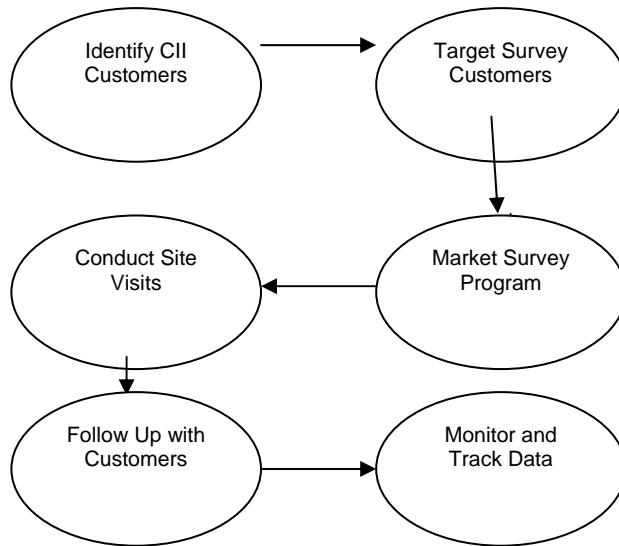 Identify CII
Customers
Target Survey
Customers
Market Survey
Program
Conduct Site
Visits
Follow Up with
Customers
Monitor and
Track Data